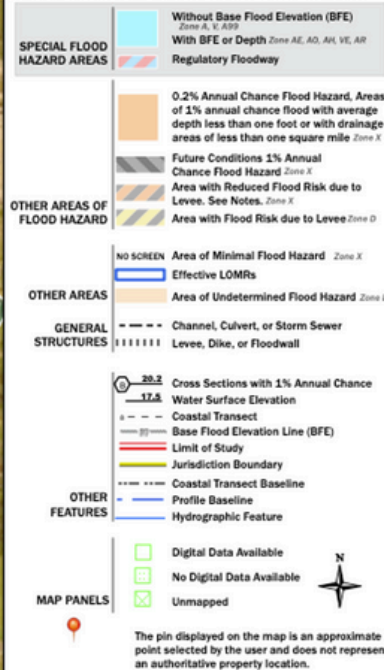 SPECIAL FLOOD
HAZARD AREAS
Without Base Flood Elevation (BFE)
Zone A, V, A99
With BFE or Depth Zone AE, AO, AH, VE, AR
Regulatory Floodway
OTHER AREAS OF
FLOOD HAZARD
0.2% Annual Chance Flood Hazard, Areas
of 1% annual chance flood with average
depth less than one foot or with drainage
areas of less than one square mile Zone X
Future Conditions 1% Annual
Chance Flood Hazard Zone X
Area with Reduced Flood Risk due to
Levee. See Notes. Zone X
Area with Flood Risk due to Levee Zone D
OTHER AREAS
NO SCREEN Area of Minimal Flood Hazard Zone X
Effective LOMRs
Area of Undetermined Flood Hazard Zone
GENERAL
STRUCTURES
Channel, Culvert, or Storm Sewer
Levee, Dike, or Floodwall
OTHER
FEATURES
B 20.2 Cross Sections with 1% Annual Chance
17.5 Water Surface Elevation
8 Coastal Transect
Base Flood Elevation Line (BFE)
Limit of Study
Jurisdiction Boundary
Coastal Transect Baseline
Profile Baseline
Hydrographic Feature
MAP PANELS
Digital Data Available
No Digital Data Available
Unmapped
N
The pin displayed on the map is an approximate
point selected by the user and does not represen
an authoritative property location.